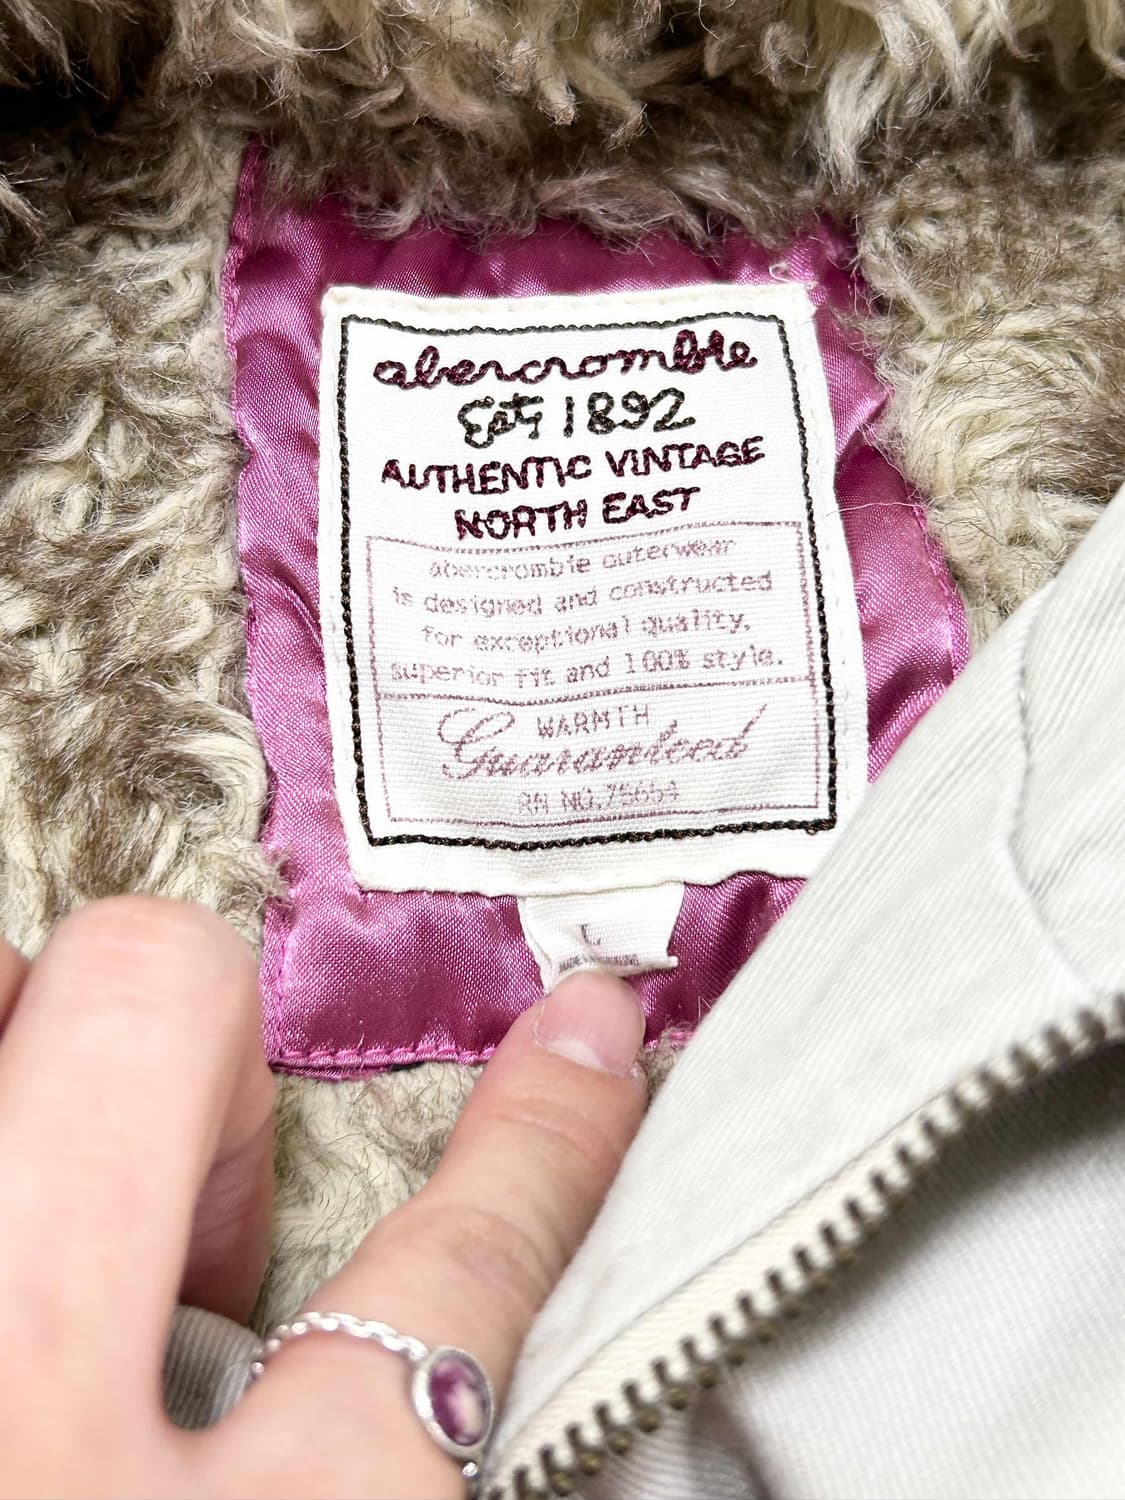 abercrombie
Est 1892
AUTHENTIC VINTAGE
NORTH EAST
abercrombie outerwear
is designed and constructed
for exceptional quality,
superior fit and 100% style.
WARMTH
Guaranteed
RN NO.75654
L